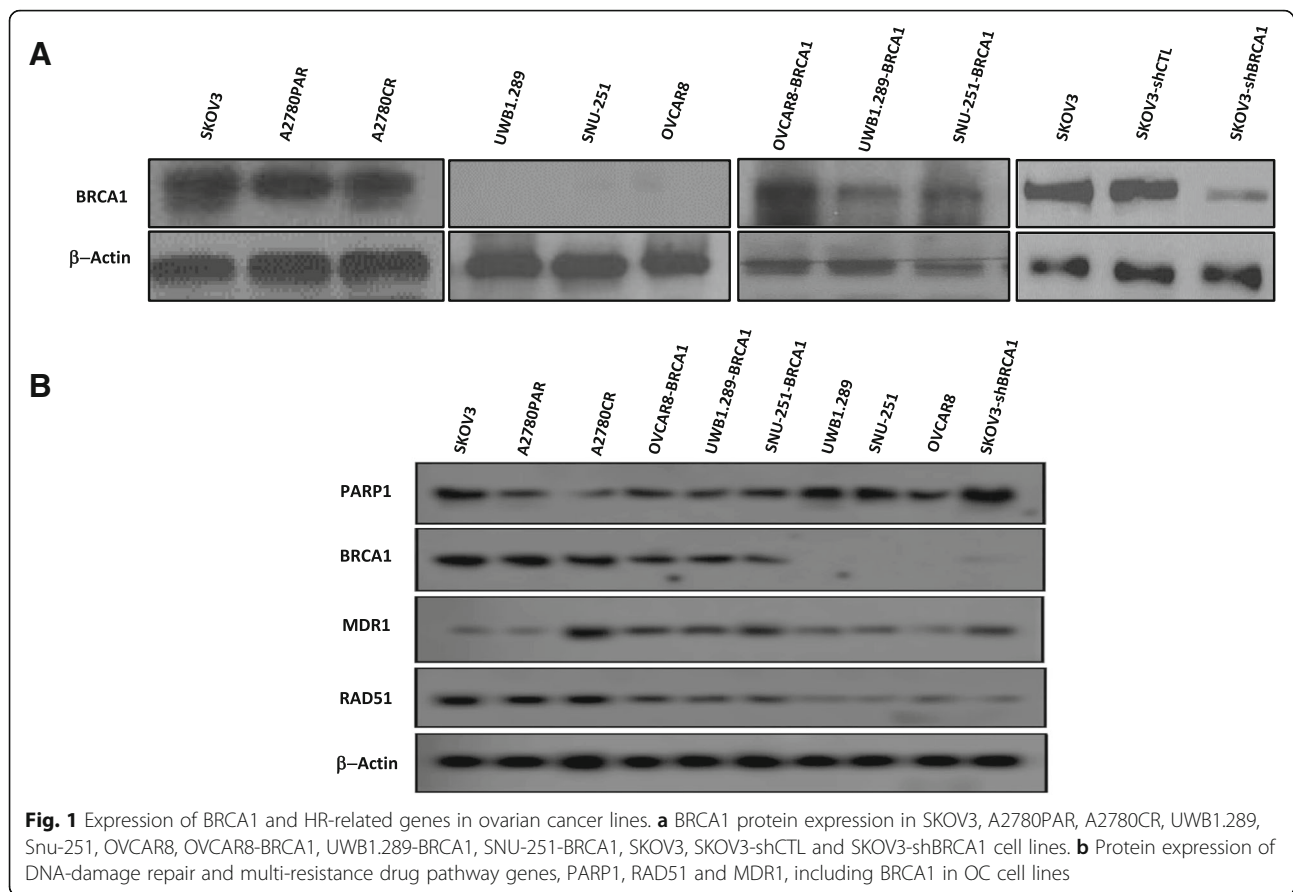 A
SKOV3
A2780PAR
A2780CR
UWB1.289
SNU-251
OVCAR8
OVCAR8-BRCA1
UWB1.289-BRCA1
SNU-251-BRCA1
SKOV3
SKOV3-shCTL
SKOV3-shBRCA1
BRCA1
β–Actin
B
SKOV3
A2780PAR
A2780CR
OVCAR8-BRCA1
UWB1.289-BRCA1
SNU-251-BRCA1
UWB1.289
SNU-251
OVCAR8
SKOV3-shBRCA1
PARP1
BRCA1
MDR1
RAD51
β–Actin
Fig. 1 Expression of BRCA1 and HR-related genes in ovarian cancer lines. a BRCA1 protein expression in SKOV3, A2780PAR, A2780CR, UWB1.289,
Snu-251, OVCAR8, OVCAR8-BRCA1, UWB1.289-BRCA1, SNU-251-BRCA1, SKOV3, SKOV3-shCTL and SKOV3-shBRCA1 cell lines. b Protein expression of
DNA-damage repair and multi-resistance drug pathway genes, PARP1, RAD51 and MDR1, including BRCA1 in OC cell lines